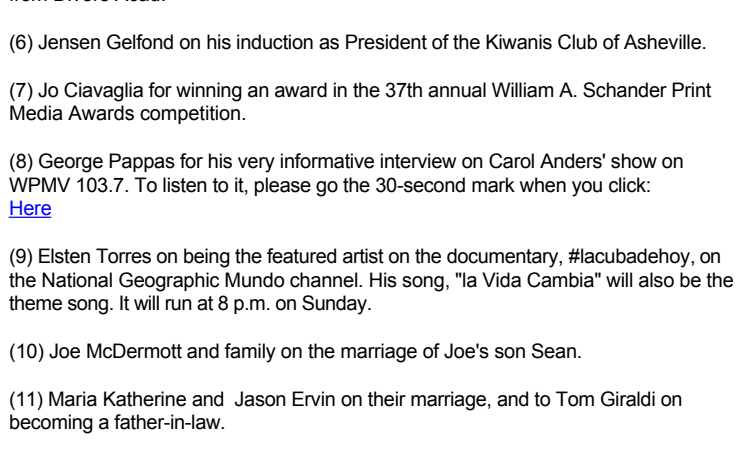 (6) Jensen Gelfond on his induction as President of the Kiwanis Club of Asheville.
(7) Jo Ciavaglia for winning an award in the 37th annual William A. Schander Print
Media Awards competition.
(8) George Pappas for his very informative interview on Carol Anders' show on
WPMV 103.7. To listen to it, please go the 30-second mark when you click:
Here
(9) Elsten Torres on being the featured artist on the documentary, #lacubadehoy, on
the National Geographic Mundo channel. His song, "la Vida Cambia" will also be the
theme song. It will run at 8 p.m. on Sunday.
(10) Joe McDermott and family on the marriage of Joe's son Sean.
(11) Maria Katherine and  Jason Ervin on their marriage, and to Tom Giraldi on
becoming a father-in-law.